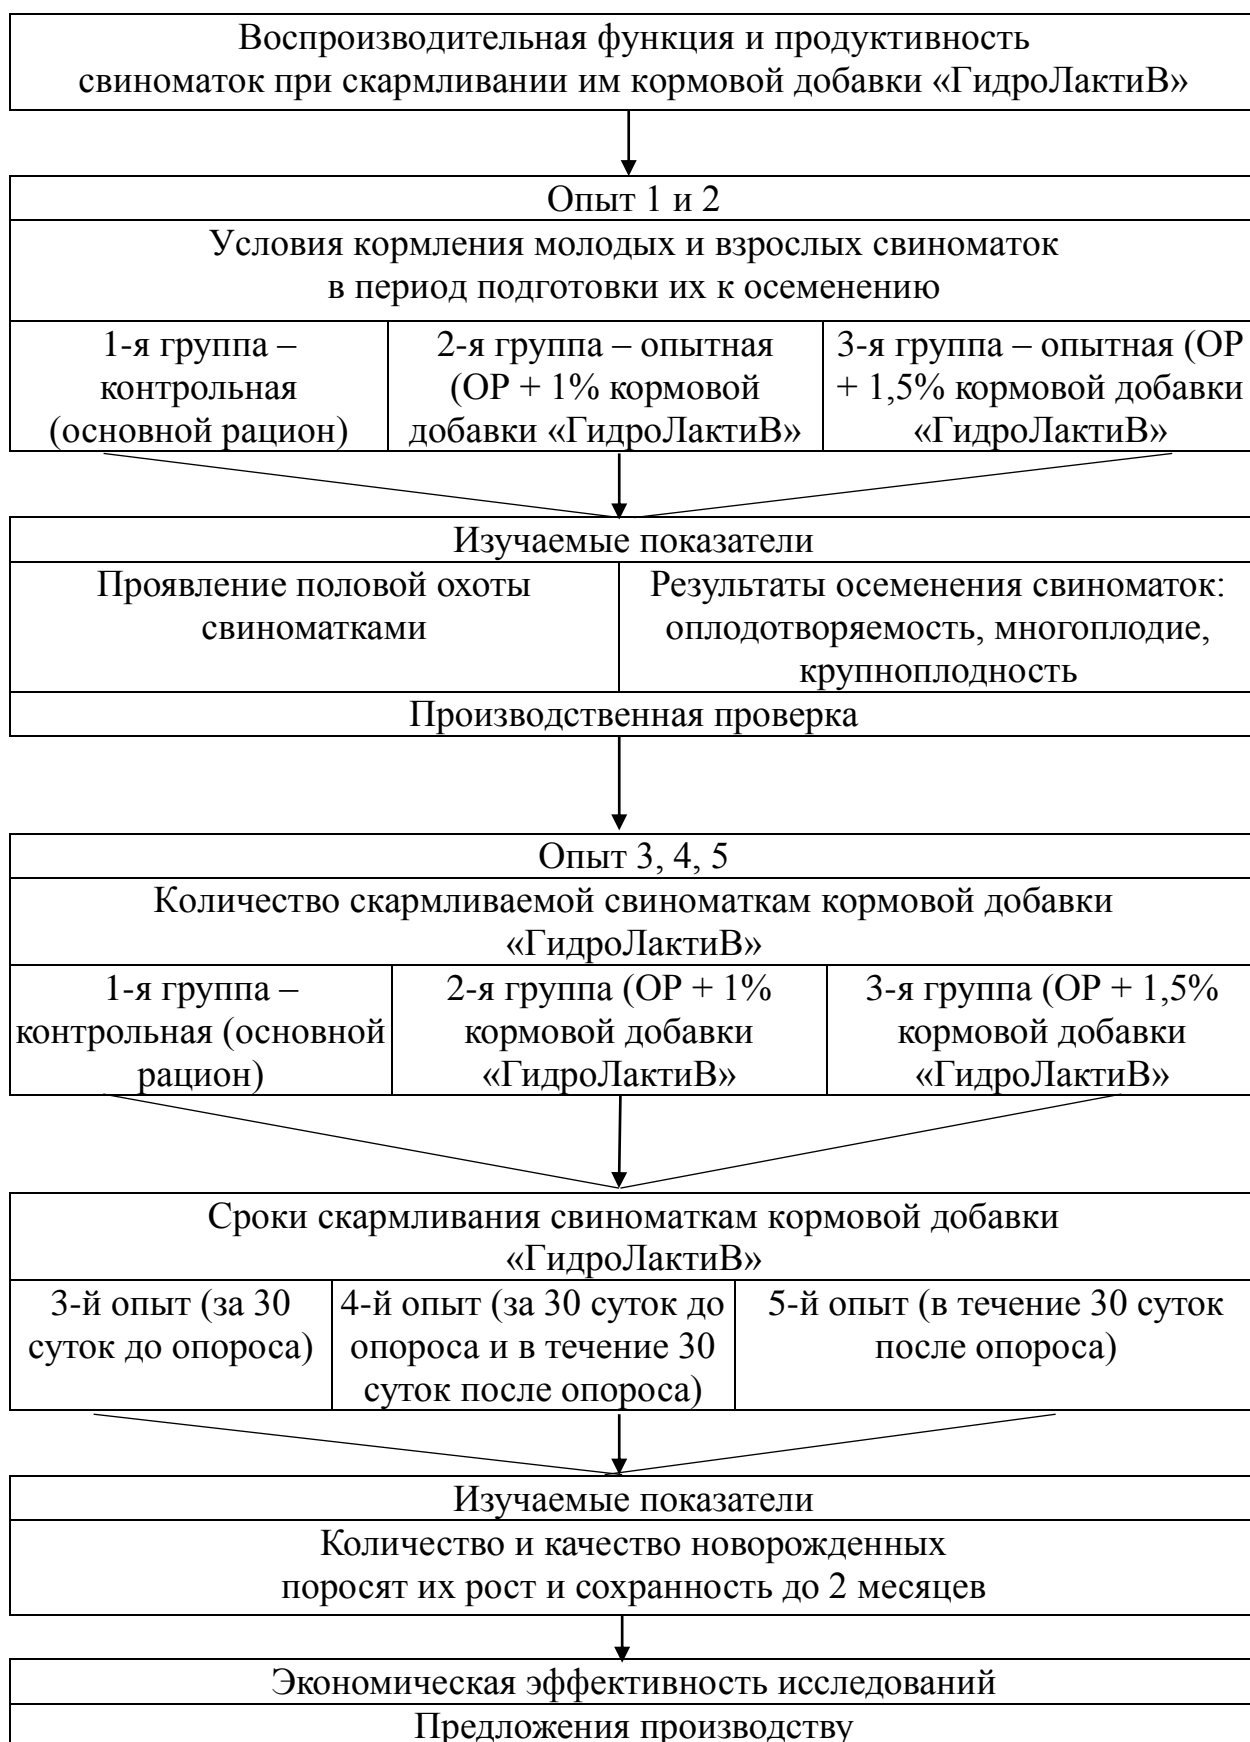 Воспроизводительная функция и продуктивность
свиноматок при скармливании им кормовой добавки «ГидроЛактиВ»
Опыт 1 и 2
Условия кормления молодых и взрослых свиноматок
в период подготовки их к осеменению
1-я группа –
контрольная
(основной рацион)
2-я группа – опытная
(ОР + 1% кормовой
добавки «ГидроЛактиВ»
3-я группа – опытная (ОР
+ 1,5% кормовой добавки
«ГидроЛактиВ»
Изучаемые показатели
Проявление половой охоты
свиноматками
Результаты осеменения свиноматок:
оплодотворяемость, многоплодие,
крупноплодность
Производственная проверка
Опыт 3, 4, 5
Количество скармливаемой свиноматкам кормовой добавки
«ГидроЛактиВ»
1-я группа –
контрольная (основной
рацион)
2-я группа (ОР + 1%
кормовой добавки
«ГидроЛактиВ»
3-я группа (ОР + 1,5%
кормовой добавки
«ГидроЛактиВ»
Сроки скармливания свиноматкам кормовой добавки
«ГидроЛактиВ»
3-й опыт (за 30
суток до опороса)
4-й опыт (за 30 суток до
опороса и в течение 30
суток после опороса)
5-й опыт (в течение 30 суток
после опороса)
Изучаемые показатели
Количество и качество новорожденных
поросят их рост и сохранность до 2 месяцев
Экономическая эффективность исследований
Предложения производству